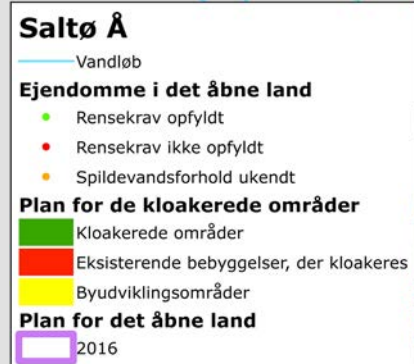 Saltø Å
Vandløb
Ejendomme i det åbne land
Rensekrav opfyldt
Rensekrav ikke opfyldt
Spildevandsforhold ukendt
Plan for de kloakerede områder
Kloakerede områder
Eksisterende bebyggelser, der kloakeres
Byudviklingsområder
Plan for det åbne land
2016